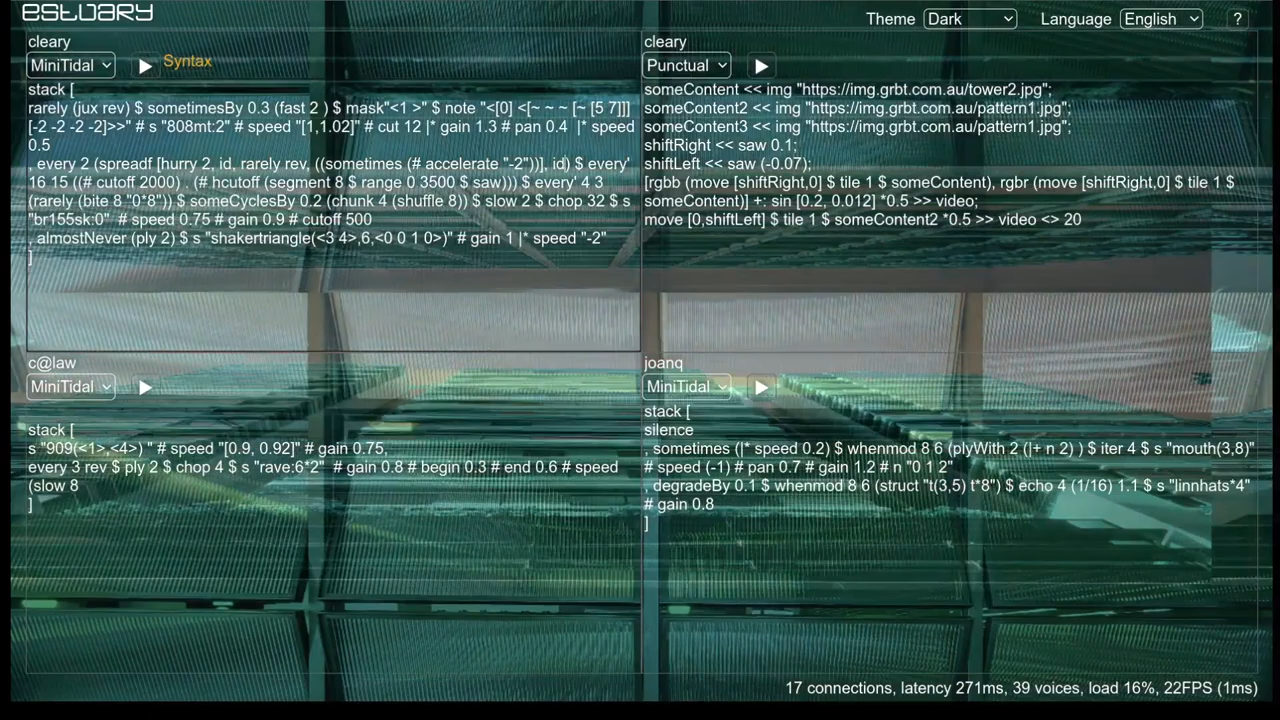 estuary
Theme Dark Language English ?
cleary
MiniTidal Syntax
stack [
rarely (jux rev) $ sometimesBy 0.3 (fast 2 ) $ mask"<1 >" $ note "<[0] <[~ ~ ~ [~ [5 7]]]
[-2 -2 -2 -2]>>" # s "808mt:2" # speed "[1,1.02]" # cut 12 |* gain 1.3 # pan 0.4  |* speed
0.5
, every 2 (spreadf [hurry 2, id, rarely rev, ((sometimes (# accelerate "-2"))], id) $ every'
16 15 ((# cutoff 2000) . (# hcutoff (segment 8 $ range 0 3500 $ saw))) $ every' 4 3
(rarely (bite 8 "0*8")) $ someCyclesBy 0.2 (chunk 4 (shuffle 8)) $ slow 2 $ chop 32 $ s
"br155sk:0"  # speed 0.75 # gain 0.9 # cutoff 500
, almostNever (ply 2) $ s "shakertriangle(<3 4>,6,<0 0 1 0>)" # gain 1 |* speed "-2"
]
cleary
Punctual
someContent << img "https://img.grbt.com.au/tower2.jpg";
someContent2 << img "https://img.grbt.com.au/pattern1.jpg";
someContent3 << img "https://img.grbt.com.au/pattern1.jpg";
shiftRight << saw 0.1;
shiftLeft << saw (-0.07);
[rgbb (move [shiftRight,0] $ tile 1 $ someContent), rgbr (move [shiftRight,0] $ tile 1 $
someContent)] +: sin [0.2, 0.012] *0.5 >> video;
move [0,shiftLeft] $ tile 1 $ someContent2 *0.5 >> video <> 20
c@law
MiniTidal
stack [
s "909(<1>,<4>) " # speed "[0.9, 0.92]" # gain 0.75,
every 3 rev $ ply 2 $ chop 4 $ s "rave:6*2"  # gain 0.8 # begin 0.3 # end 0.6 # speed
(slow 8
]
joanq
MiniTidal
stack [
silence
, sometimes (|* speed 0.2) $ whenmod 8 6 (plyWith 2 (|+ n 2) ) $ iter 4 $ s "mouth(3,8)"
# speed (-1) # pan 0.7 # gain 1.2 # n "0 1 2"
, degradeBy 0.1 $ whenmod 8 6 (struct "t(3,5) t*8") $ echo 4 (1/16) 1.1 $ s "linnhats*4"
# gain 0.8
]
17 connections, latency 271ms, 39 voices, load 16%, 22FPS (1ms)